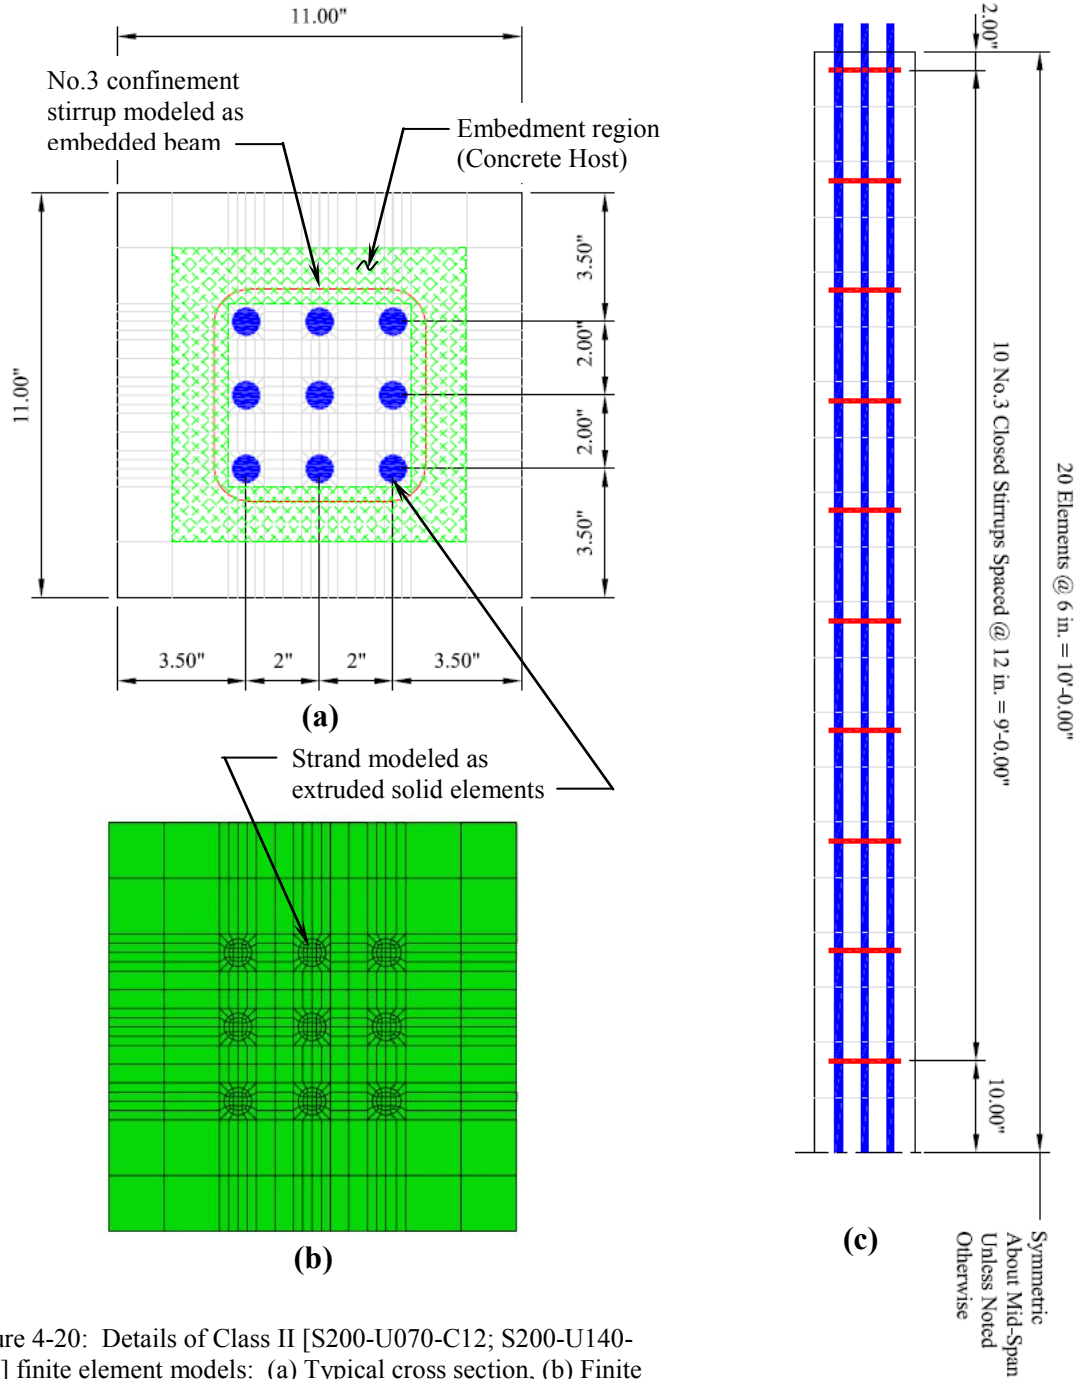 11.00"
No.3 confinement
stirrup modeled as
embedded beam
Embedment region
(Concrete Host)
11.00"
3.50"
2.00"
2.00"
3.50"
3.50"
2"
2"
3.50"
(a)
Strand modeled as
extruded solid elements
(b)
2.00"
10 No.3 Closed Stirrups Spaced @ 12 in. = 9'-0.00"
20 Elements @ 6 in. = 10'-0.00"
10.00"
Symmetric
About Mid-Span
Unless Noted
Otherwise
(c)
ure 4-20: Details of Class II [S200-U070-C12; S200-U140-
] finite element models: (a) Typical cross section, (b) Finite